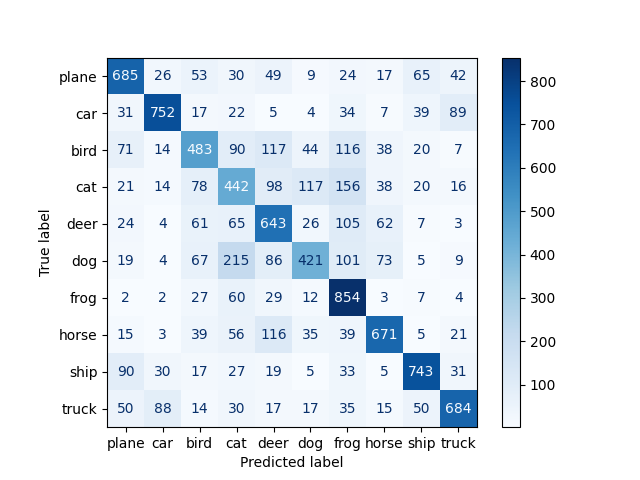 plane 685 26 53 30 49 9 24 17 65 42
car 31 752 17 22 5 4 34 7 39 89
bird 71 14 483 90 117 44 116 38 20 7
cat 21 14 78 442 98 117 156 38 20 16
deer 24 4 61 65 643 26 105 62 7 3
dog 19 4 67 215 86 421 101 73 5 9
frog 2 2 27 60 29 12 854 3 7 4
horse 15 3 39 56 116 35 39 671 5 21
ship 90 30 17 27 19 5 33 5 743 31
truck 50 88 14 30 17 17 35 15 50 684
plane car bird cat deer dog frog horse ship truck
Predicted label
True label
800
700
600
500
400
300
200
100